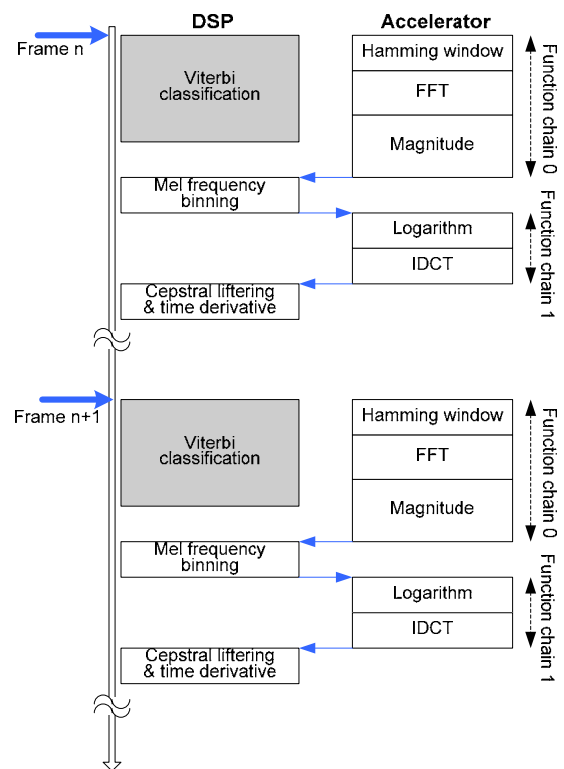 DSP
Accelerator
Frame n
Viterbi
classification
Hamming window
FFT
Magnitude
Function chain 0
Mel frequency
binning
Logarithm
IDCT
Function chain 1
Cepstral liftering
& time derivative
Frame n+1
Viterbi
classification
Hamming window
FFT
Magnitude
Function chain 0
Mel frequency
binning
Logarithm
IDCT
Function chain 1
Cepstral liftering
& time derivative